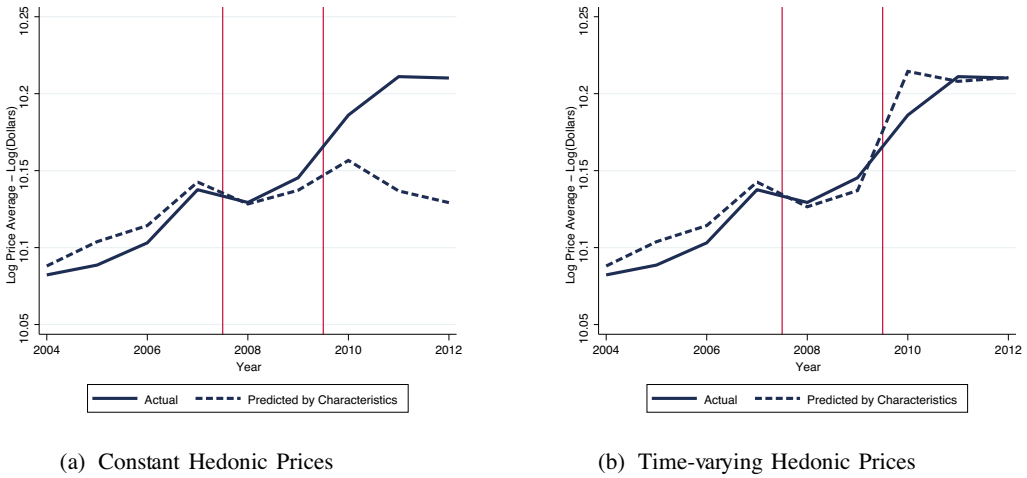 10.25
10.2
10.15
10.1
10.05
Log Price Average – Log(Dollars)
2004 2006 2008 2010 2012
Year
Actual Predicted by Characteristics
(a) Constant Hedonic Prices
10.25
10.2
10.15
10.1
10.05
Log Price Average – Log(Dollars)
2004 2006 2008 2010 2012
Year
Actual Predicted by Characteristics
(b) Time-varying Hedonic Prices